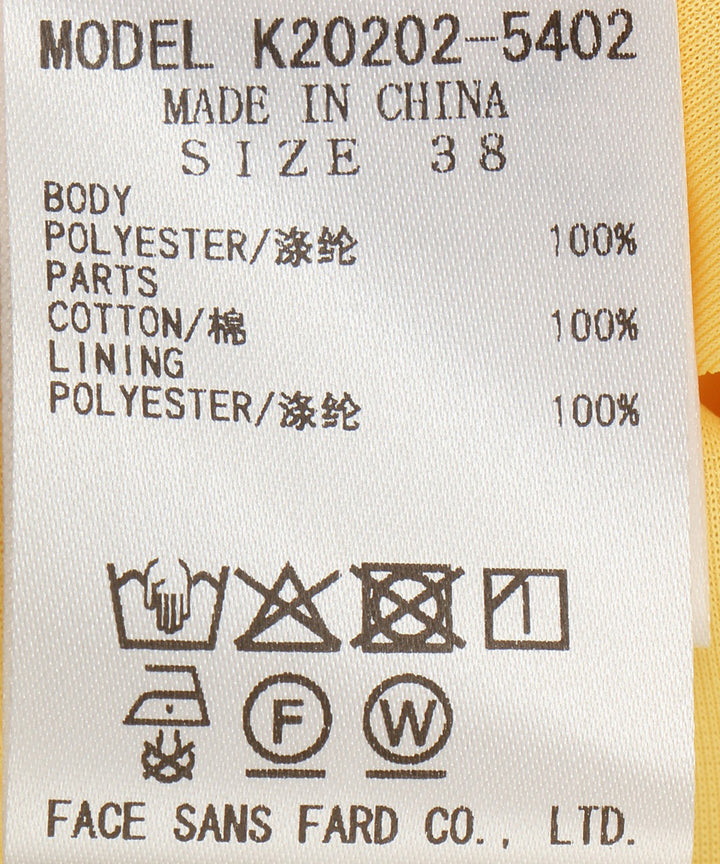 MODEL K20202-5402
MADE IN CHINA
SIZE 38
BODY
POLYESTER/涤纶 100%
PARTS
COTTON/棉 100%
LINING
POLYESTER/涤纶 100%
F W
FACE SANS FARD CO., LTD.